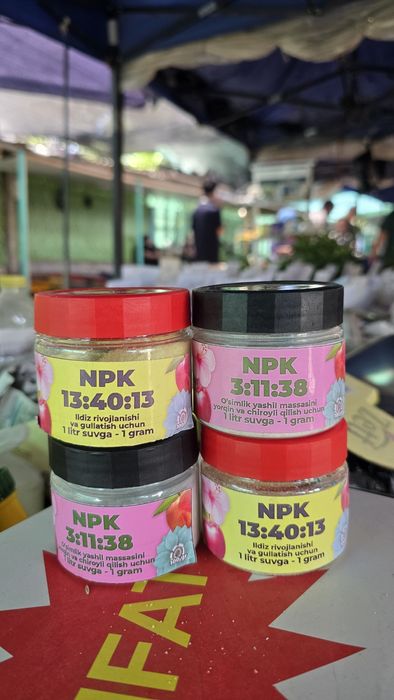 NPK
13:40:13
Ildiz rivojlanishi
va gullatish uchun
1 litr suvga - 1 gram
NPK
3:11:38
O'simlik yashil massasini
yorqin va chiroyli qilish uchun
1 litr suvga - 1 gram
NPK
3:11:38
O'simlik yashil massasini
va chiroyli qilish uchun
1 litr suvga - 1 gram
NPK
13:40:13
Ildiz rivojlanishi
va gullatish uchun
1 litr suvga - 1 gram
IFAT